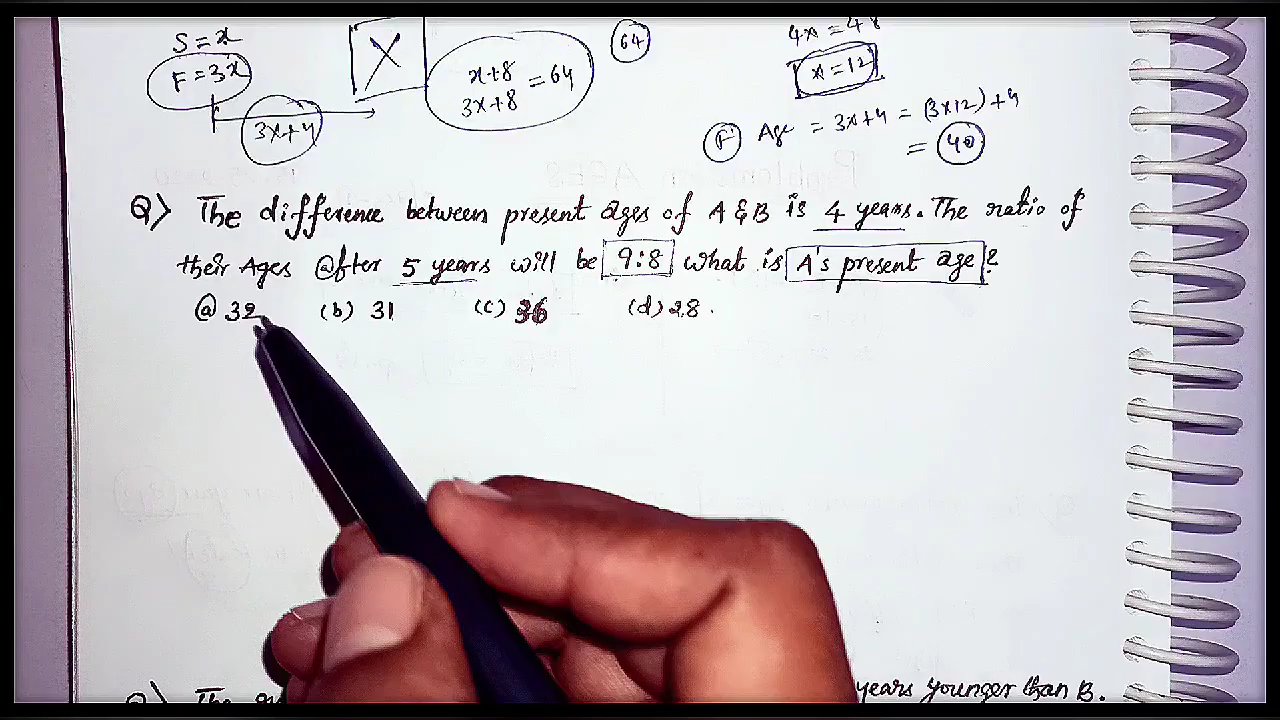 S = x
F = 3x
3x+4
X
x+8
3x+8
= 64
64
4x = 48
x = 12
F Age = 3x+4 = (3x12)+4
= 40
Q> The difference between present ages of A & B is 4 years. The ratio of
their Ages @fter 5 years will be 9:8 what is A's present age?
@ 32 (b) 31 (c) 36 (d) 28.
Q> The years younger than B.